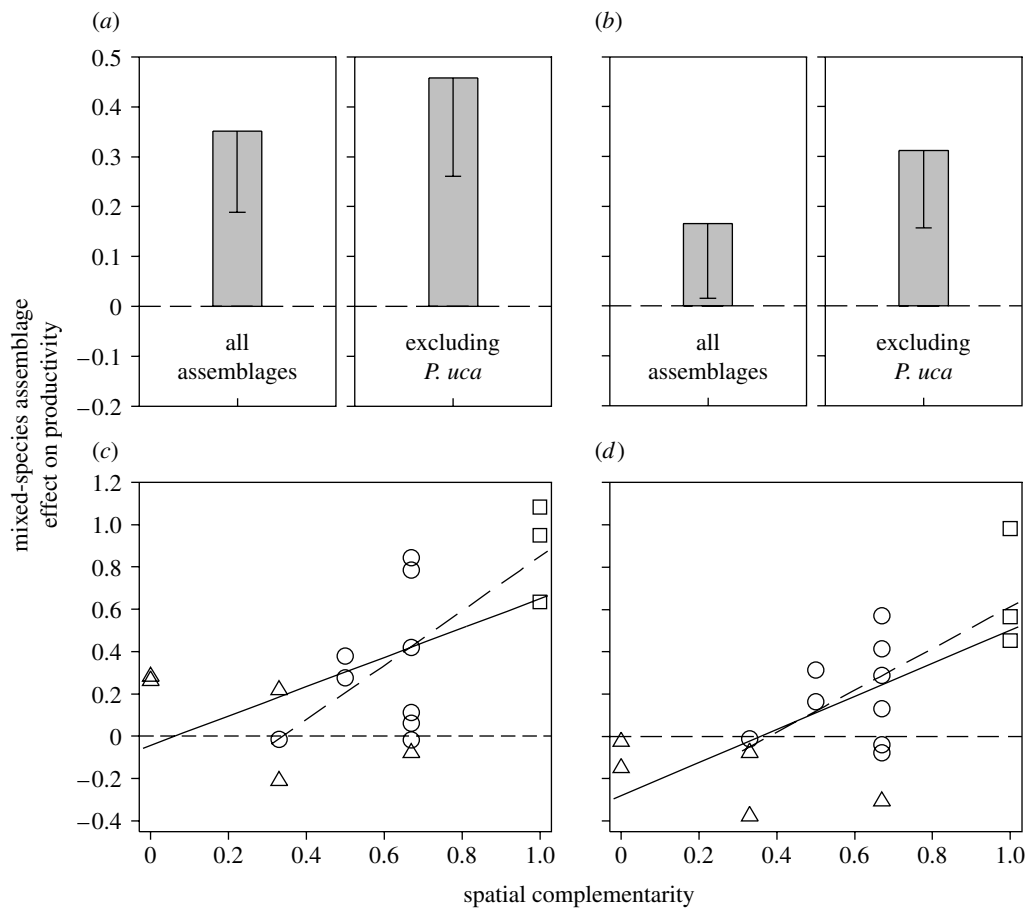 (a)
(b)
0.5
0.4
0.3
0.2
0.1
0
–0.1
–0.2
all
assemblages
excluding
P. uca
all
assemblages
excluding
P. uca
mixed-species assemblage
effect on productivity
(c)
(d)
1.2
1.0
0.8
0.6
0.4
0.2
0
–0.2
–0.4
0 0.2 0.4 0.6 0.8 1.0
0 0.2 0.4 0.6 0.8 1.0
spatial complementarity